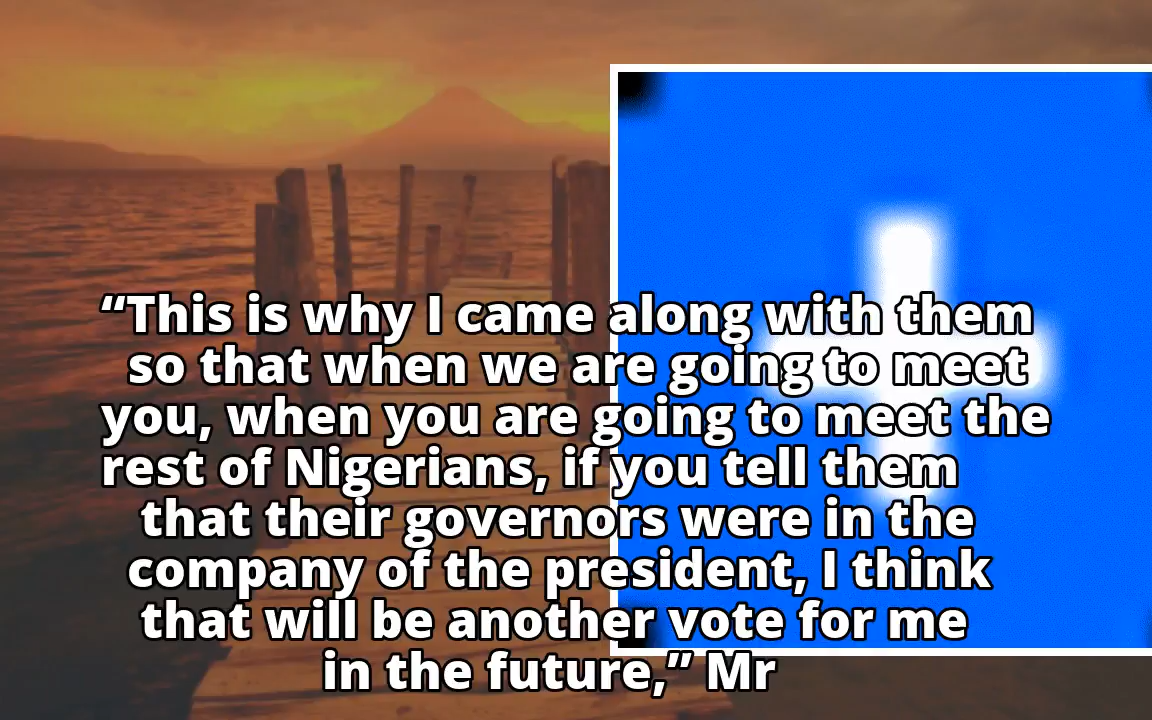 “This is why I came along with them
so that when we are going to meet
you, when you are going to meet the
rest of Nigerians, if you tell them
that their governors were in the
company of the president, I think
that will be another vote for me
in the future,” Mr